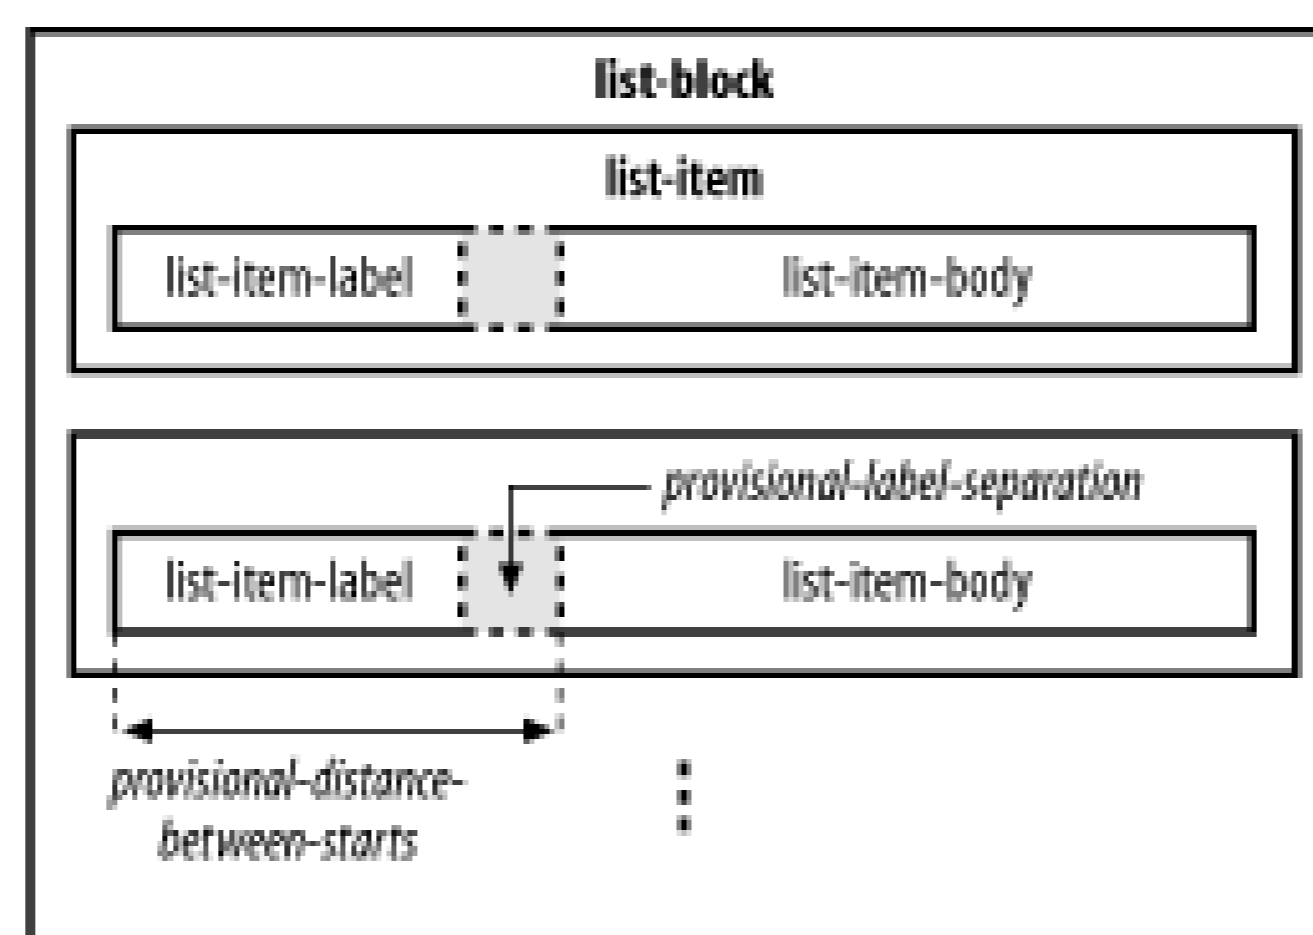 list-block
list-item
list-item-label list-item-body
provisional-label-separation
list-item-label list-item-body
provisional-distance-
between-starts